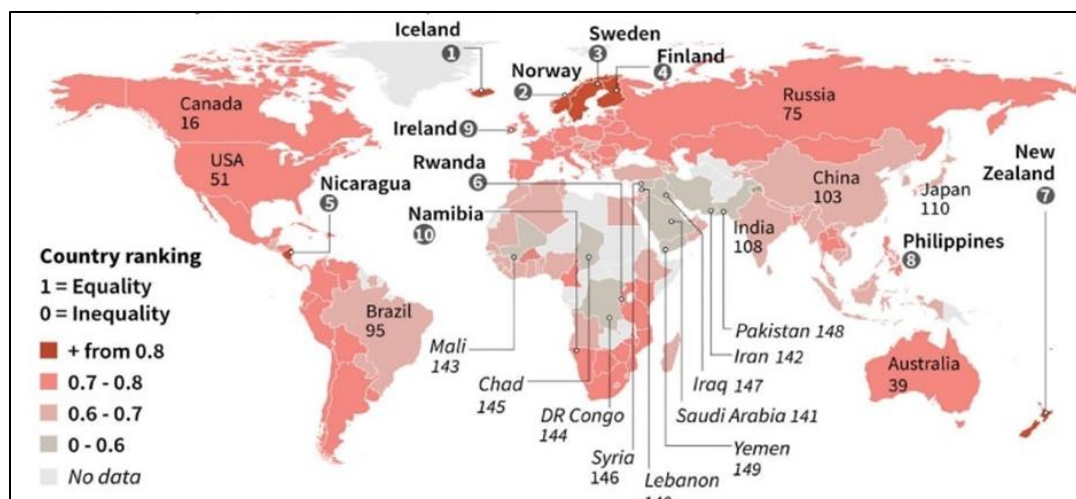 Iceland
1
Sweden
3
Finland
4
Norway
2
Canada
16
Russia
75
Ireland 9
USA
51
Rwanda
6
New
Zealand
7
Nicaragua
5
China
103
Japan
110
Namibia
10
India
108
Philippines
8
Country ranking
1 = Equality
0 = Inequality
+ from 0.8
0.7 - 0.8
0.6 - 0.7
0 - 0.6
No data
Brazil
95
Mali
143
Chad
145
DR Congo
144
Pakistan 148
Iran 142
Iraq 147
Saudi Arabia 141
Australia
39
Syria
146
Lebanon
Yemen
149